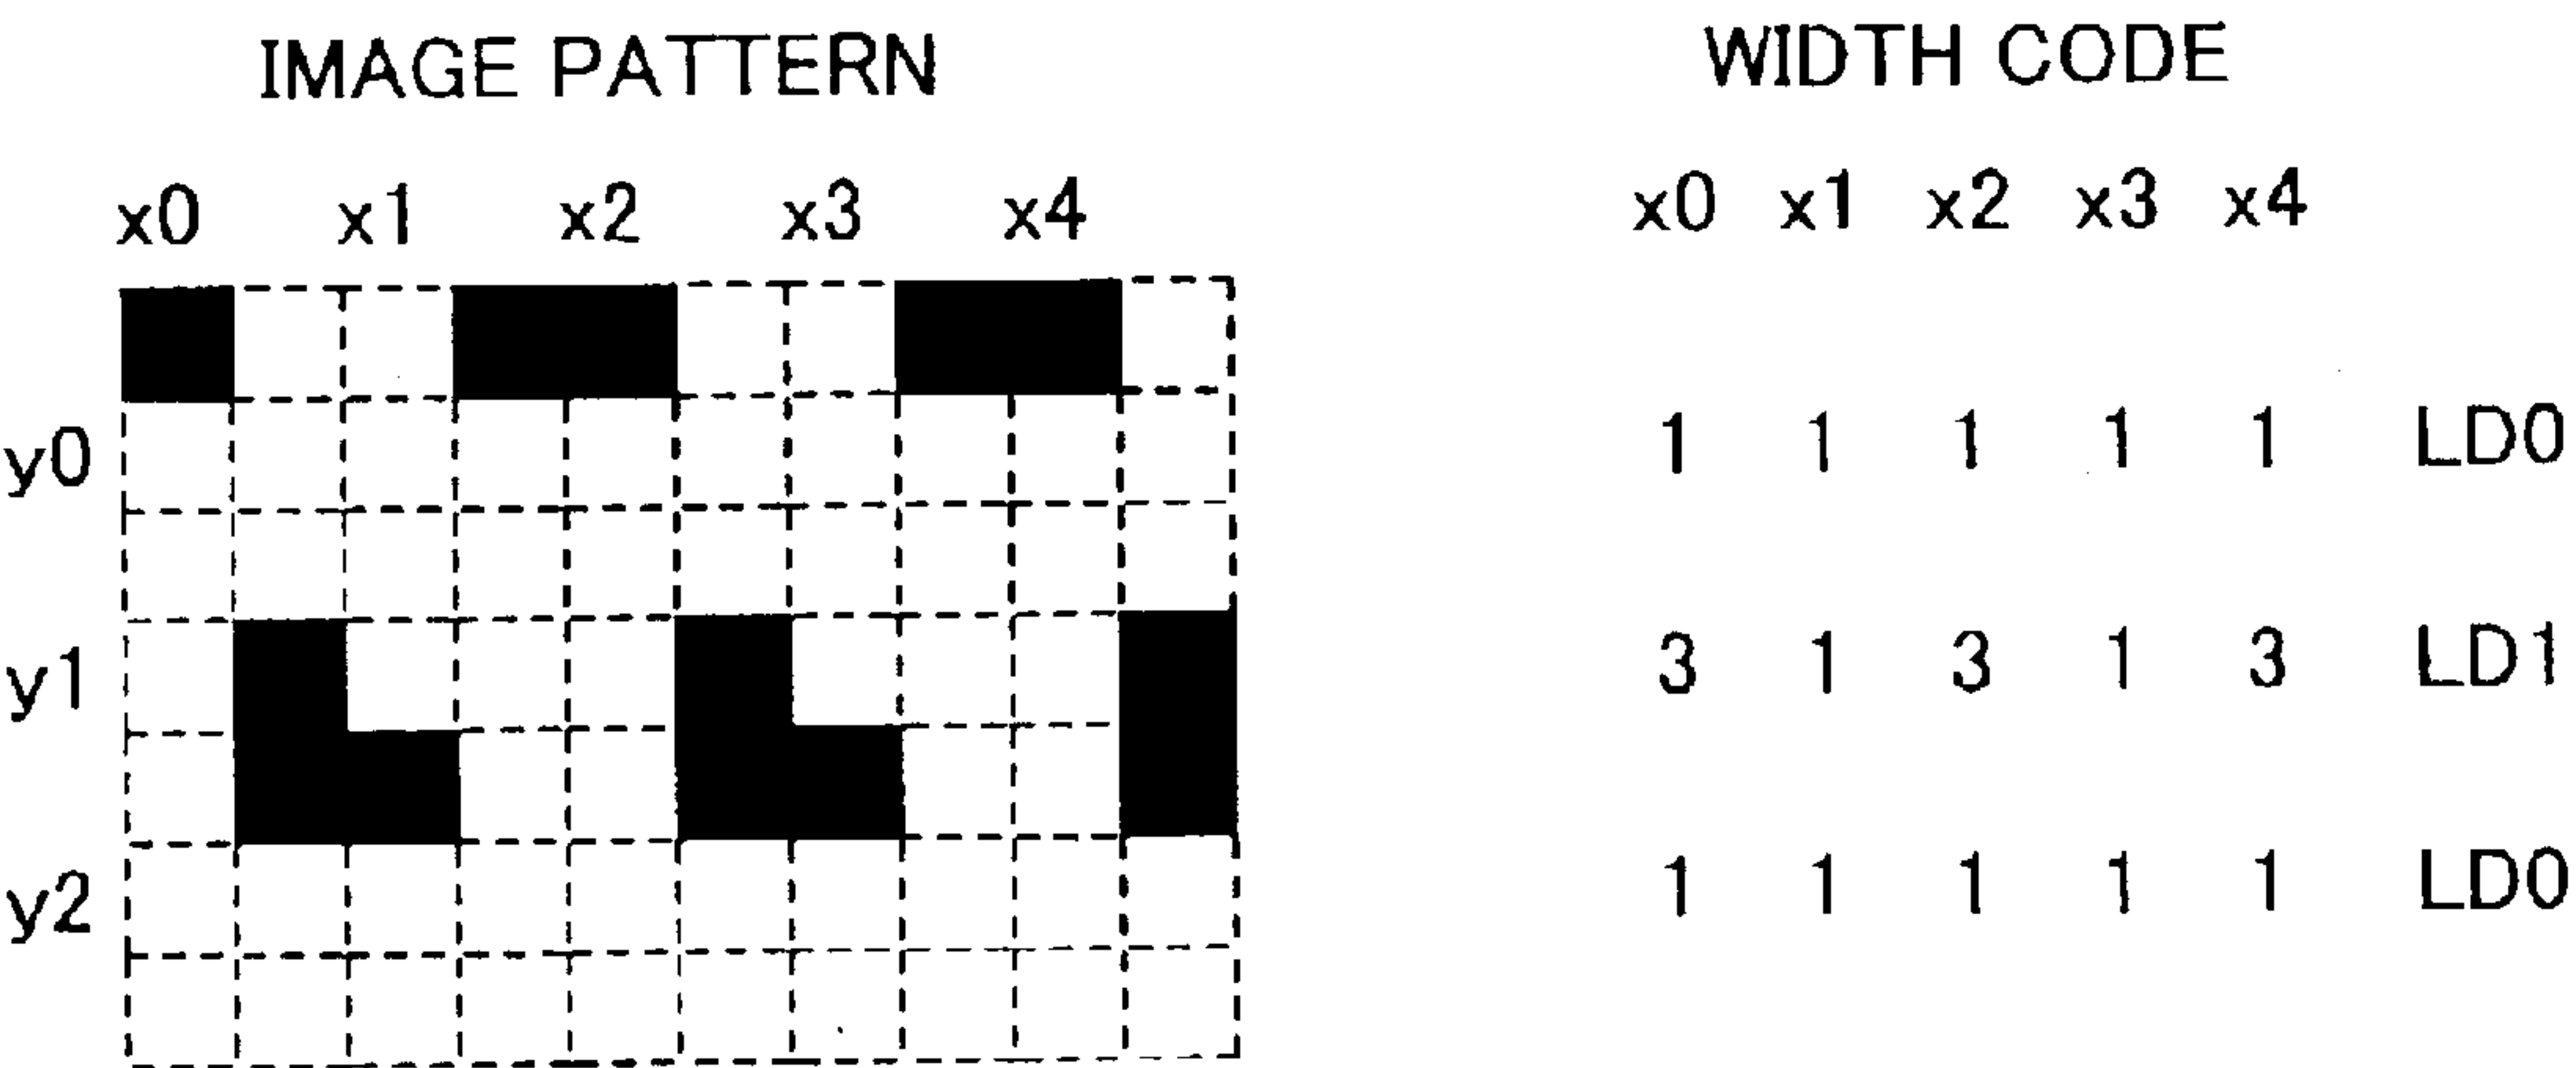 IMAGE PATTERN WIDTH CODE
x0 x1 x2 x3 x4 x0 x1 x2 x3 x4
y0 1 1 1 1 1 LD0
y1 3 1 3 1 3 LD1
y2 1 1 1 1 1 LD0